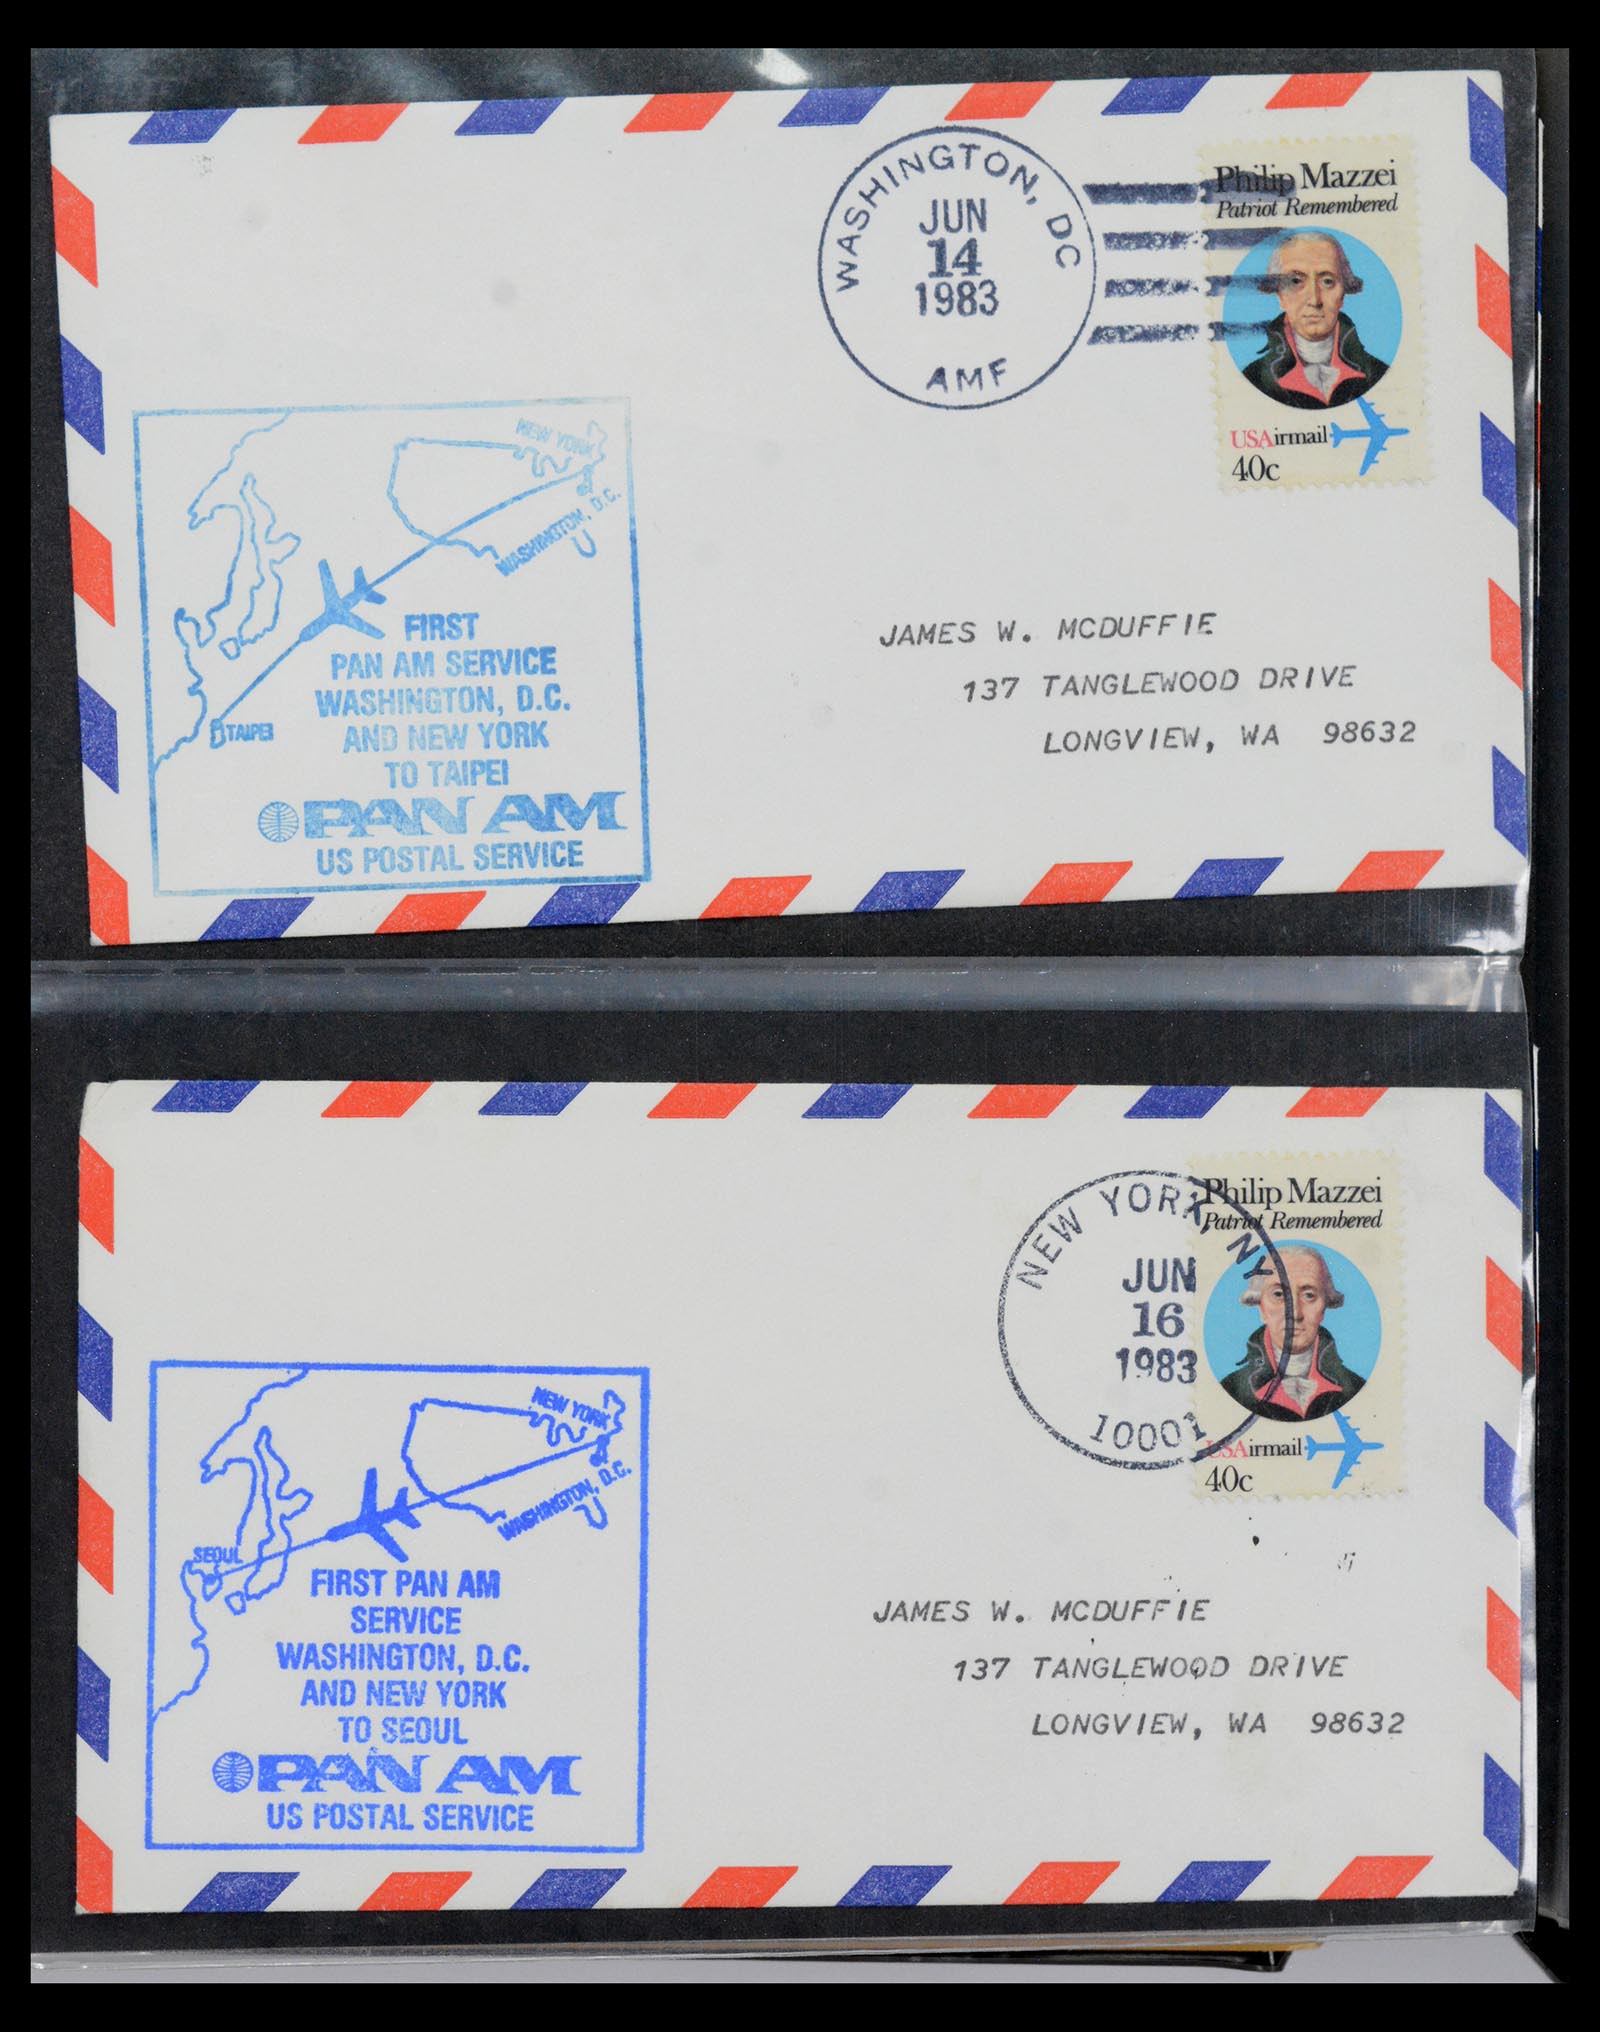 WASHINGTON, DC
JUN
14
1983
AMF
Philip Mazzei
Patriot Remembered
USAirmail
40c
NEW YORK
WASHINGTON, D.C.
TAIPEI
FIRST
PAN AM SERVICE
WASHINGTON, D.C.
AND NEW YORK
TO TAIPEI
PAN AM
US POSTAL SERVICE
JAMES W. MCDUFFIE
137 TANGLEWOOD DRIVE
LONGVIEW, WA 98632
NEW YORK, NY
JUN
16
1983
10001
Philip Mazzei
Patriot Remembered
USAirmail
40c
NEW YORK
WASHINGTON, D.C.
SEOUL
FIRST PAN AM
SERVICE
WASHINGTON, D.C.
AND NEW YORK
TO SEOUL
PAN AM
US POSTAL SERVICE
JAMES W. MCDUFFIE
137 TANGLEWOOD DRIVE
LONGVIEW, WA 98632